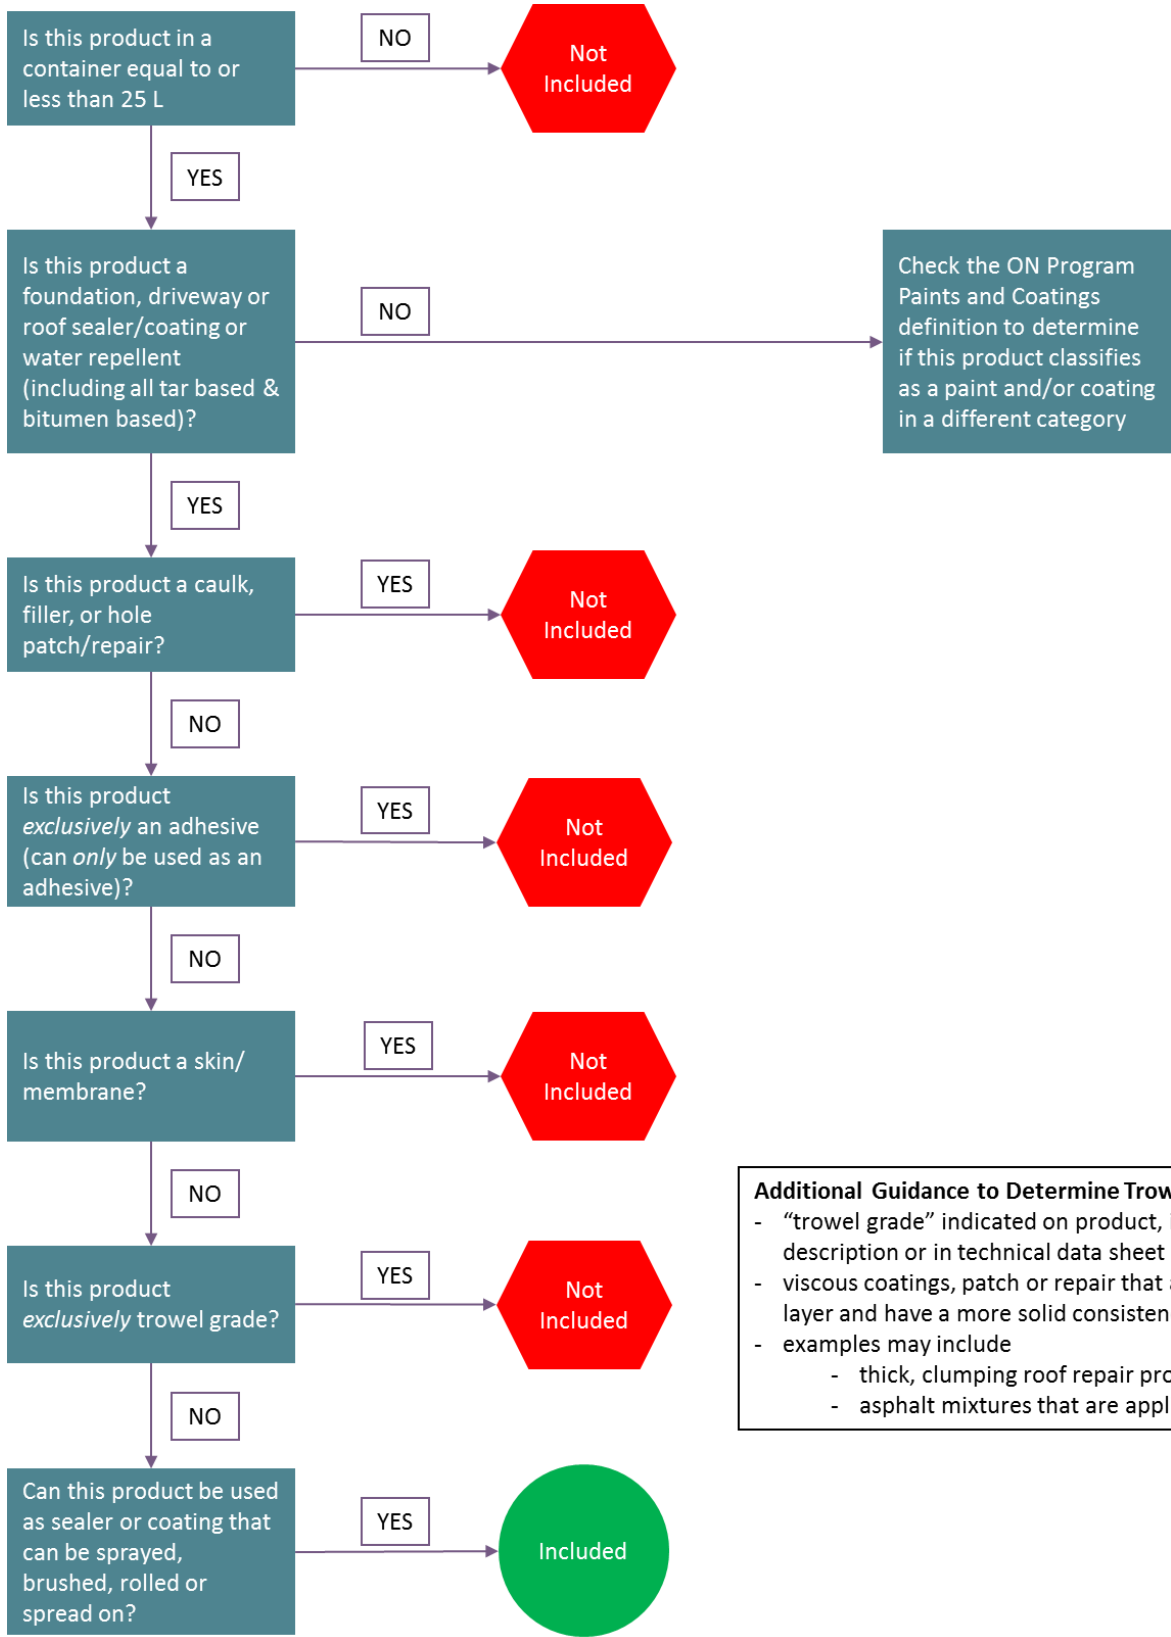 Is this product in a
container equal to or
less than 25 L
NO
Not
Included
YES
Is this product a
foundation, driveway or
roof sealer/coating or
water repellent
(including all tar based &
bitumen based)?
NO
Check the ON Program
Paints and Coatings
definition to determine
if this product classifies
as a paint and/or coating
in a different category
YES
Is this product a caulk,
filler, or hole
patch/repair?
YES
Not
Included
NO
Is this product
exclusively an adhesive
(can only be used as an
adhesive)?
YES
Not
Included
NO
Is this product a skin/
membrane?
YES
Not
Included
NO
Is this product
exclusively trowel grade?
YES
Not
Included
NO
Additional Guidance to Determine
- "trowel grade" indicated on product,
description or in technical data sheet
- viscous coatings, patch or repair that
layer and have a more solid
- examples may include
- thick, clumping roof repair
- asphalt mixtures that are
Can this product be used
as sealer or coating that
can be sprayed,
brushed, rolled or
spread on?
YES
Included